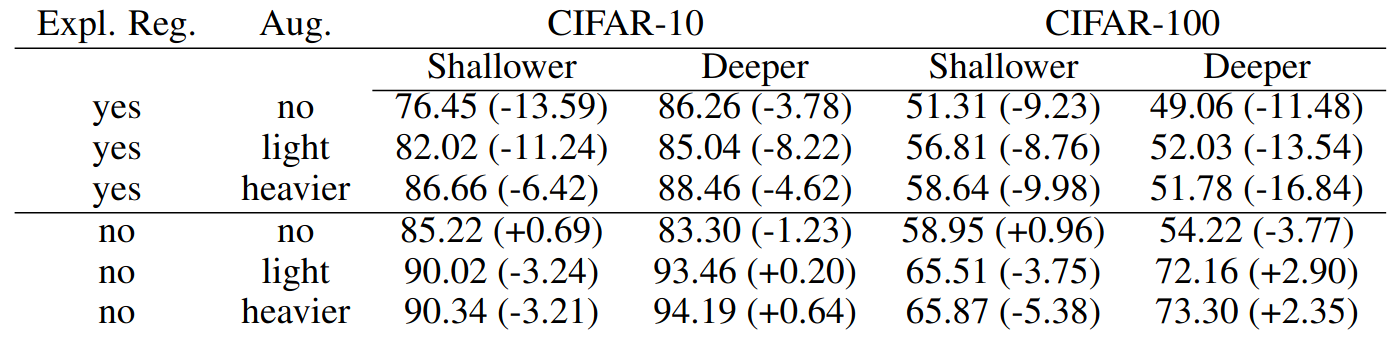 Expl. Reg. Aug. CIFAR-10 CIFAR-100
Shallower Deeper Shallower Deeper
yes no 76.45 (-13.59) 86.26 (-3.78) 51.31 (-9.23) 49.06 (-11.48)
yes light 82.02 (-11.24) 85.04 (-8.22) 56.81 (-8.76) 52.03 (-13.54)
yes heavier 86.66 (-6.42) 88.46 (-4.62) 58.64 (-9.98) 51.78 (-16.84)
no no 85.22 (+0.69) 83.30 (-1.23) 58.95 (+0.96) 54.22 (-3.77)
no light 90.02 (-3.24) 93.46 (+0.20) 65.51 (-3.75) 72.16 (+2.90)
no heavier 90.34 (-3.21) 94.19 (+0.64) 65.87 (-5.38) 73.30 (+2.35)